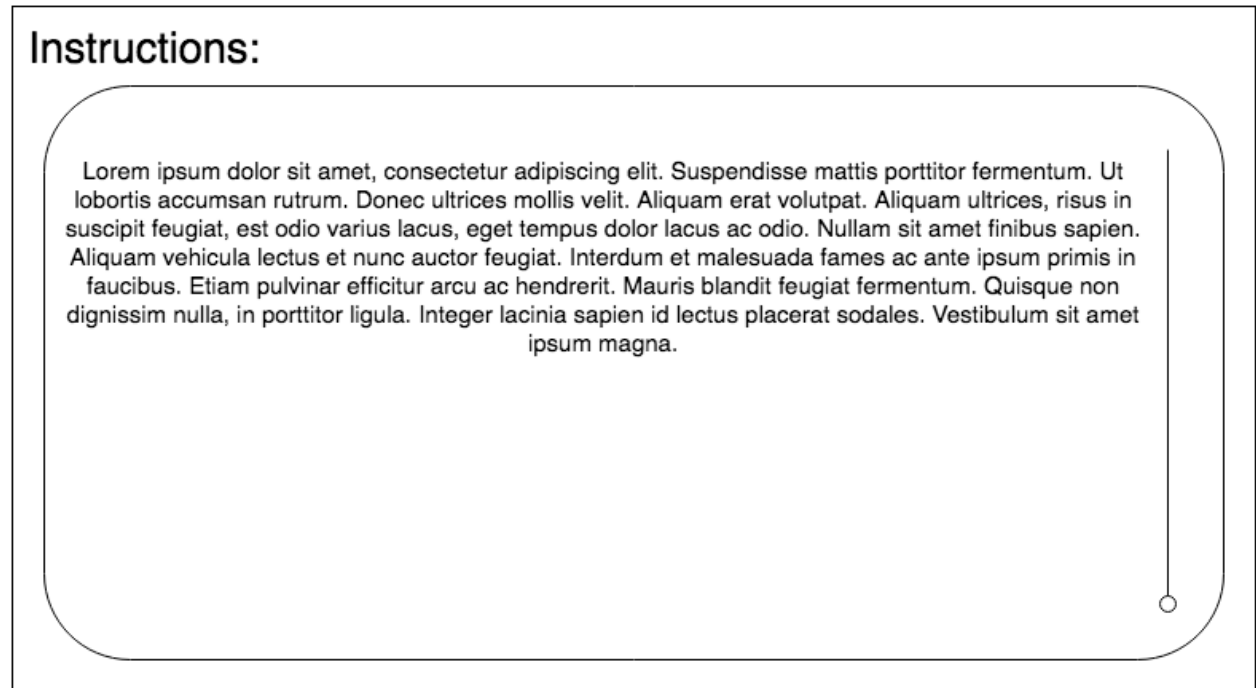 Instructions:
Lorem ipsum dolor sit amet, consectetur adipiscing elit. Suspendisse mattis porttitor fermentum. Ut
lobortis accumsan rutrum. Donec ultrices mollis velit. Aliquam erat volutpat. Aliquam ultrices, risus in
suscipit feugiat, est odio varius lacus, eget tempus dolor lacus ac odio. Nullam sit amet finibus sapien.
Aliquam vehicula lectus et nunc auctor feugiat. Interdum et malesuada fames ac ante ipsum primis in
faucibus. Etiam pulvinar efficitur arcu ac hendrerit. Mauris blandit feugiat fermentum. Quisque non
dignissim nulla, in porttitor ligula. Integer lacinia sapien id lectus placerat sodales. Vestibulum sit amet
ipsum magna.